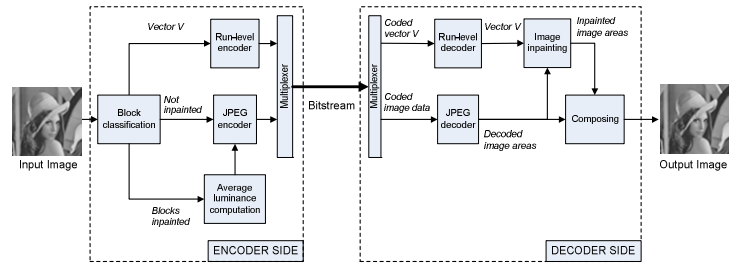 Input Image
Block
classification
Vector V
Not
inpainted
Blocks
inpainted
Run-level
encoder
JPEG
encoder
Average
luminance
computation
Multiplexer
ENCODER SIDE
Bitstream
Multiplexer
Coded
vector V
Coded
image data
Run-level
decoder
JPEG
decoder
Vector V
Decoded
image areas
Image
inpainting
Inpainted
image areas
Composing
DECODER SIDE
Output Image